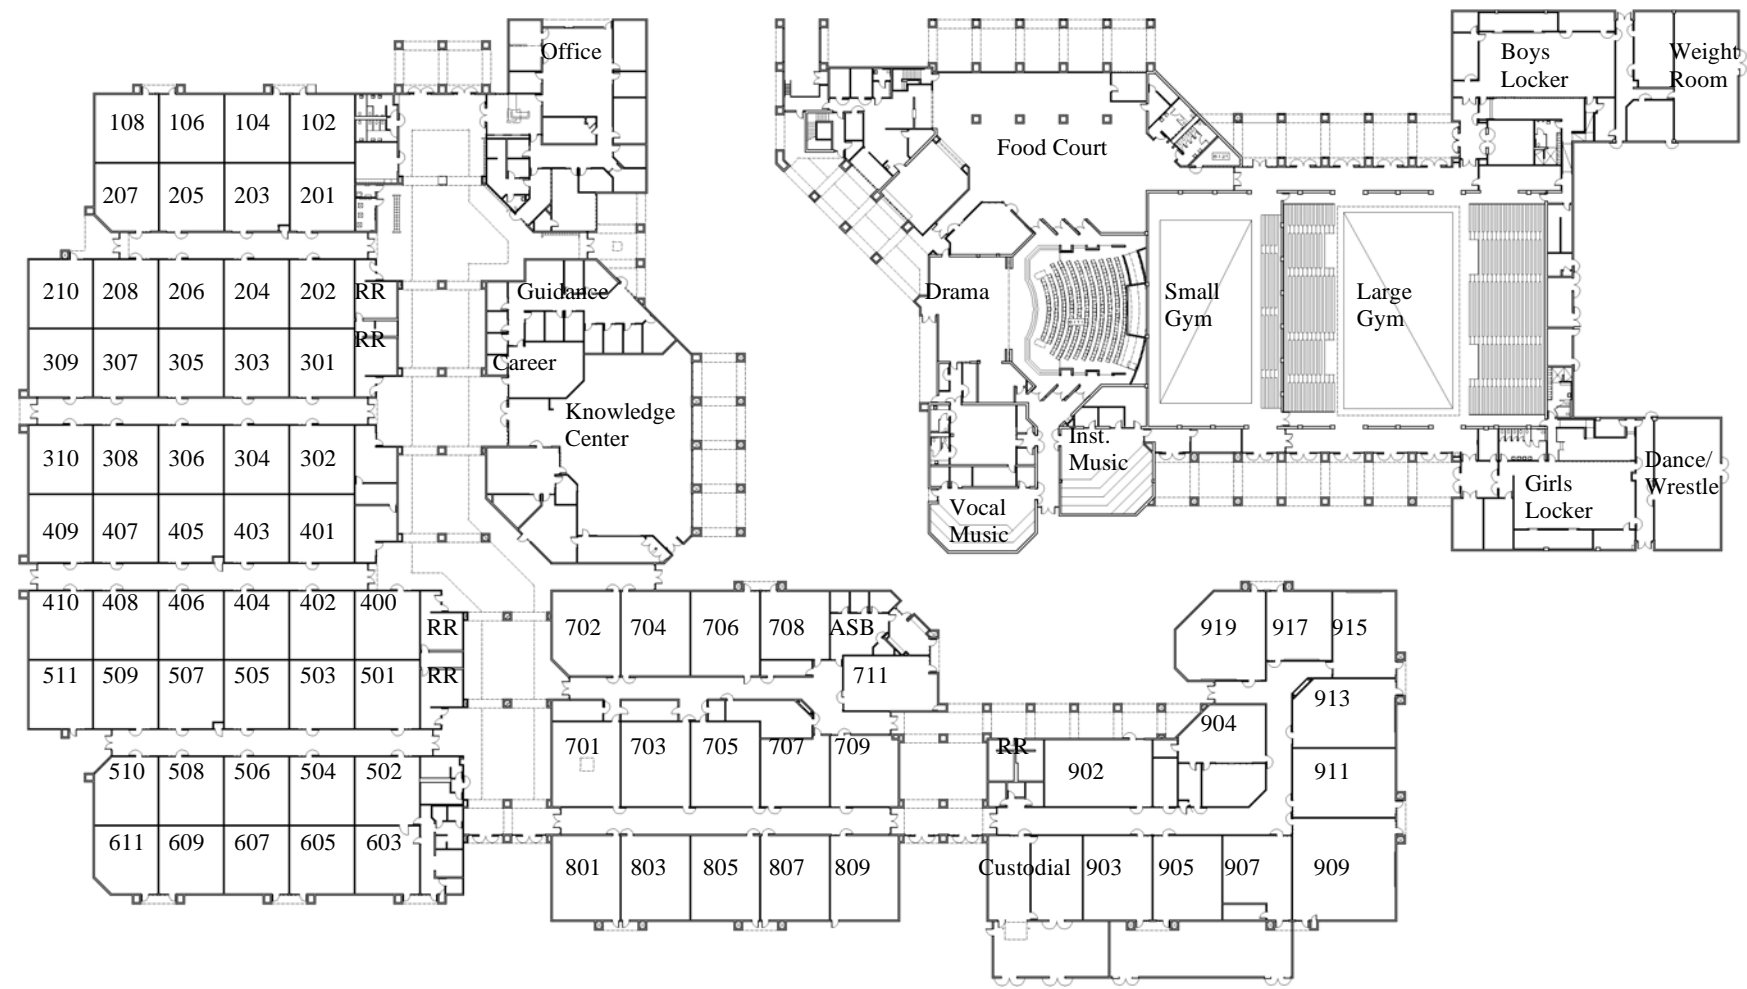 Office
Boys
Locker
Weight
Room
108 106 104 102
Food Court
207 205 203 201
210 208 206 204 202 RR
Guidance
Drama
Small
Gym
Large
Gym
RR
309 307 305 303 301
Career
Knowledge
Center
Inst.
Music
310 308 306 304 302
Dance/
Wrestle
Girls
Locker
Vocal
Music
409 407 405 403 401
410 408 406 404 402 400
RR
702 704 706 708 ASB
919 917 915
RR
511 509 507 505 503 501
711
913
904
701 703 705 707 709
RR
902
911
510 508 506 504 502
611 609 607 605 603
801 803 805 807 809
Custodial 903 905 907 909